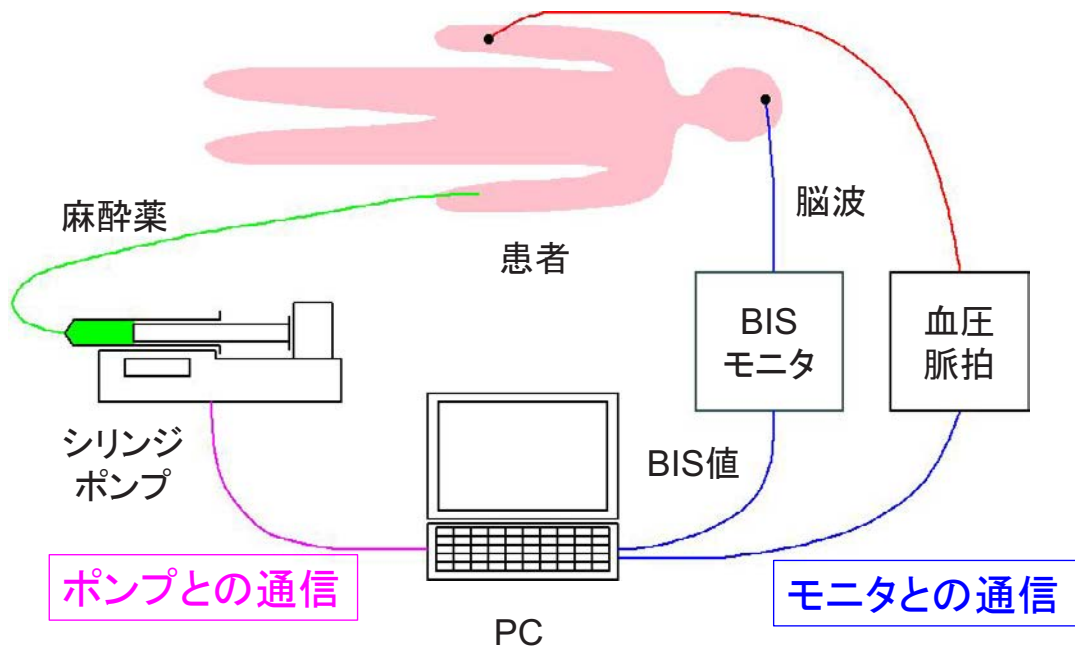 麻酔薬
患者
脳波
BIS
モニタ
血圧
脈拍
シリンジ
ポンプ
BIS値
ポンプとの通信
モニタとの通信
PC